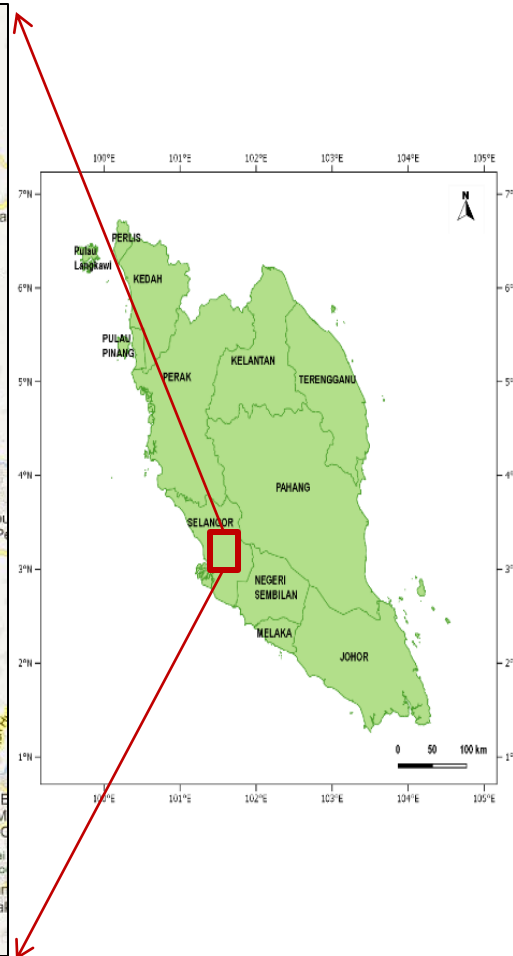 100°E 101°E 102°E 103°E 104°E 105°E
N
7°N
6°N
5°N
4°N
3°N
2°N
1°N
PERLIS
Pulau
Langkawi
KEDAH
PULAU
PINANG
PERAK
KELANTAN
TERENGGANU
PAHANG
SELANGOR
NEGERI
SEMBILAN
MELAKA
JOHOR
0 50 100 km
100°E 101°E 102°E 103°E 104°E 105°E